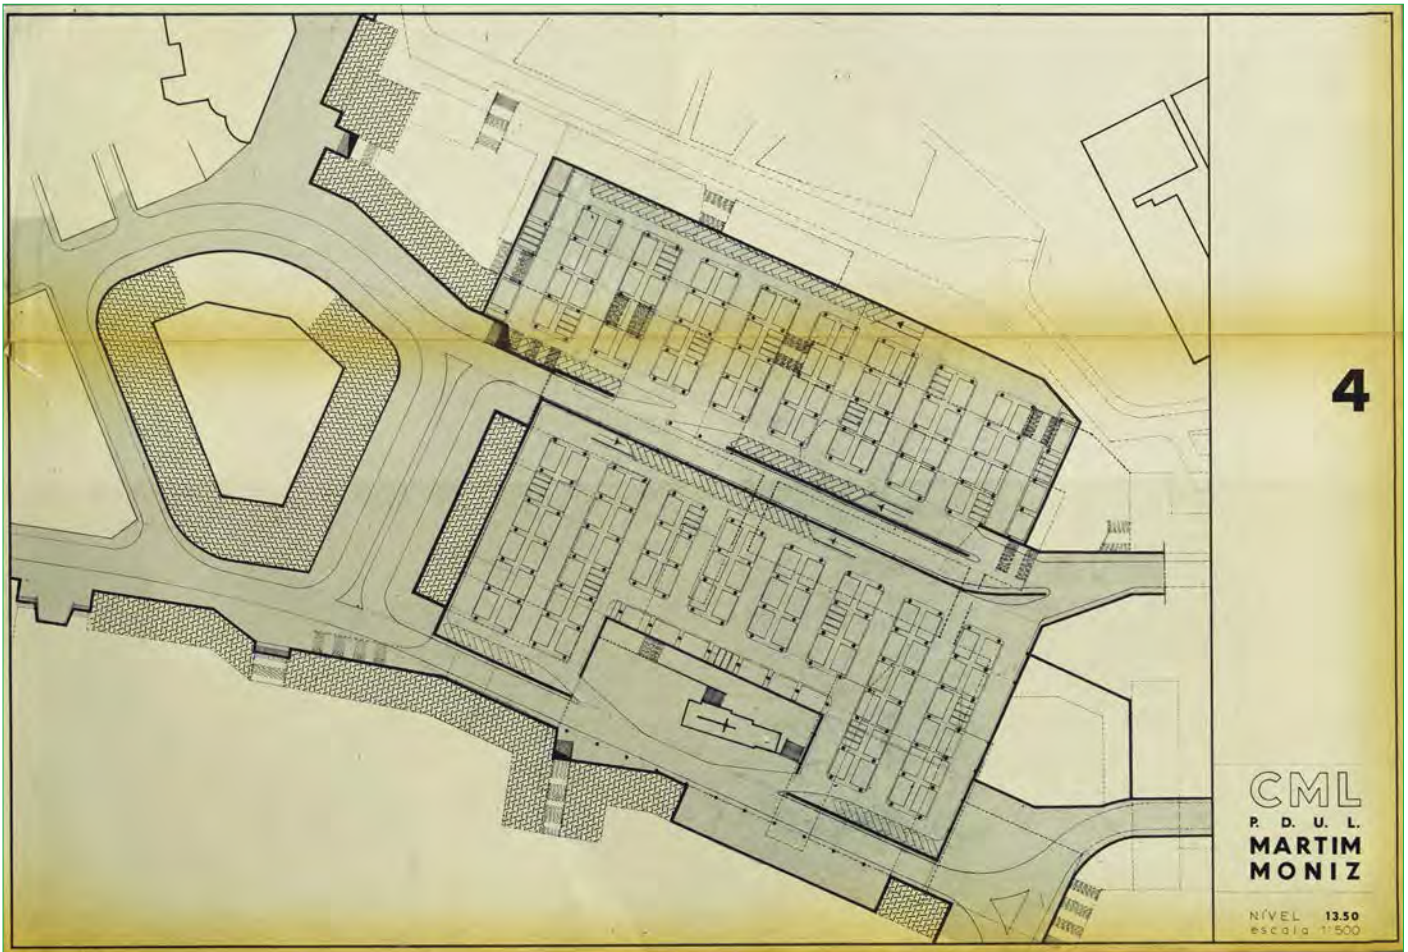 4
CML
P. D. U. L.
MARTIM
MONIZ
NÍVEL 13.50
escala 1:500